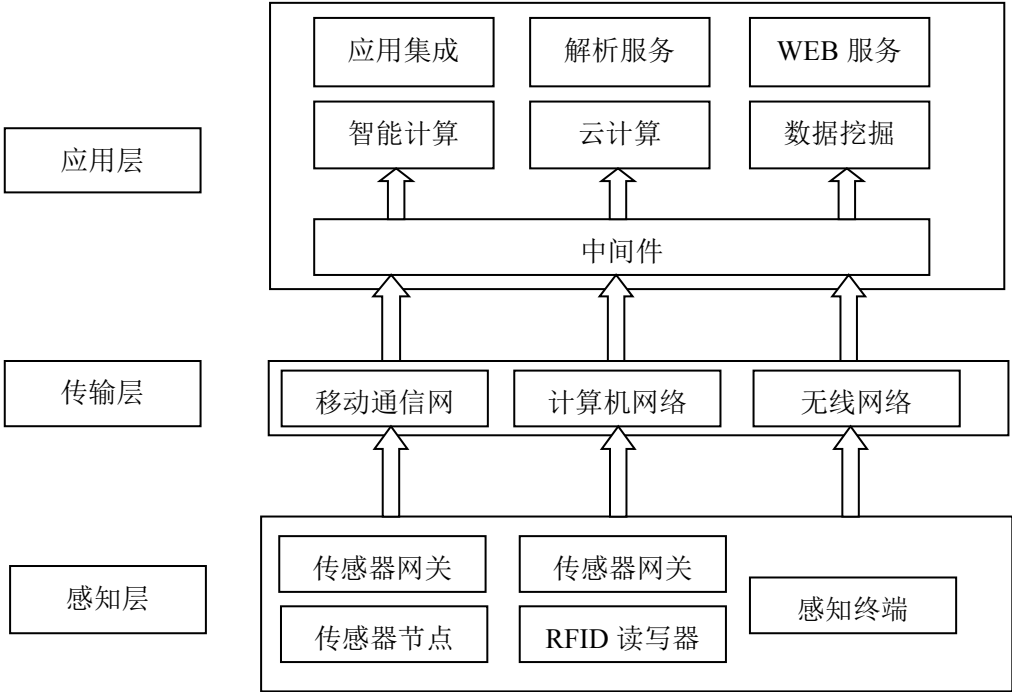 应用集成
解析服务
WEB 服务
智能计算
云计算
数据挖掘
应用层
中间件
传输层
移动通信网
计算机网络
无线网络
感知层
传感器网关
传感器网关
感知终端
传感器节点
RFID 读写器